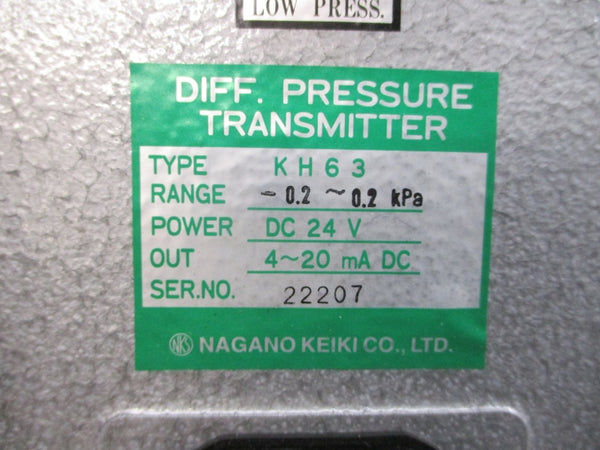 LOW PRESS.
DIFF. PRESSURE
TRANSMITTER
TYPE KH63
RANGE -0.2~0.2 kPa
POWER DC 24 V
OUT 4~20 mA DC
SER.NO. 22207
NKS NAGANO KEIKI CO., LTD.